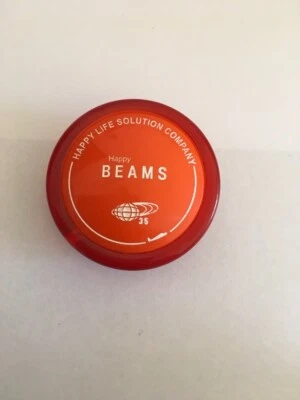 HAPPY LIFE SOLUTION COMPANY
Happy
BEAMS
35